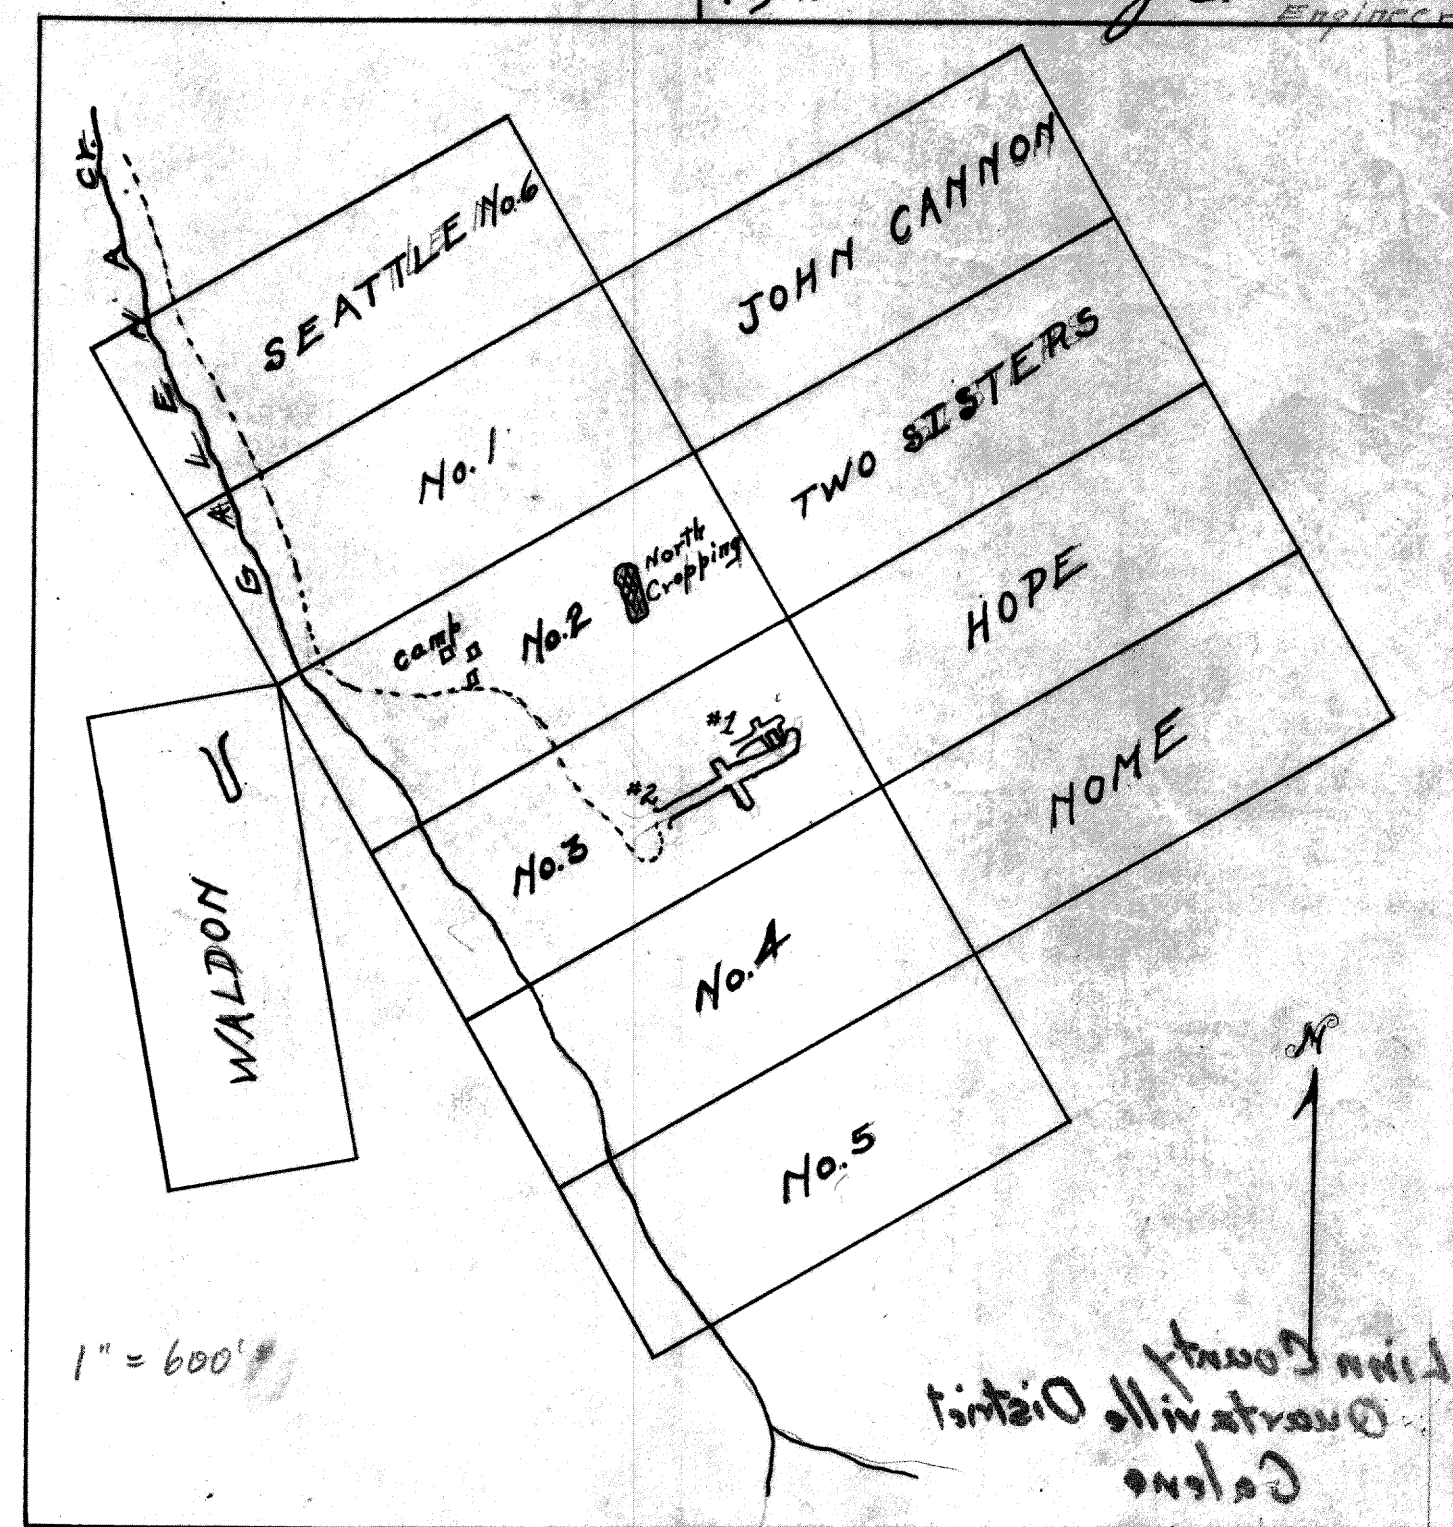 Engineer
Cr.
GALENA
SEATTLE No.6
JOHN CANNON
No. 1
TWO SISTERS
North
Cropping
camp
No.2
HOPE
#1
#2
No.3
NOME
WALDON
No.4
N
No.5
1" = 600'
Linn County
Quartzville District
Galena